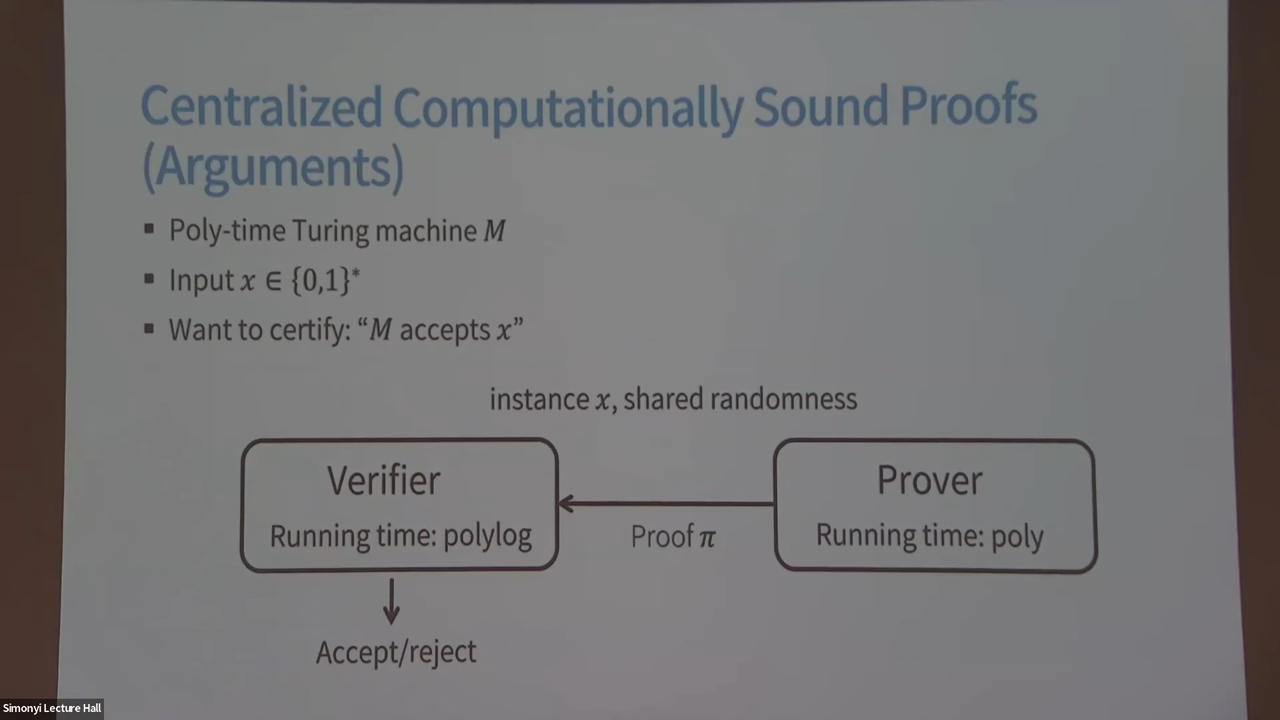 Centralized Computationally Sound Proofs
(Arguments)
▪ Poly-time Turing machine M
▪ Input x ∈ {0,1}*
▪ Want to certify: “M accepts x”
instance x, shared randomness
Verifier
Running time: polylog
Proof π
Prover
Running time: poly
Accept/reject
Simonyi Lecture Hall